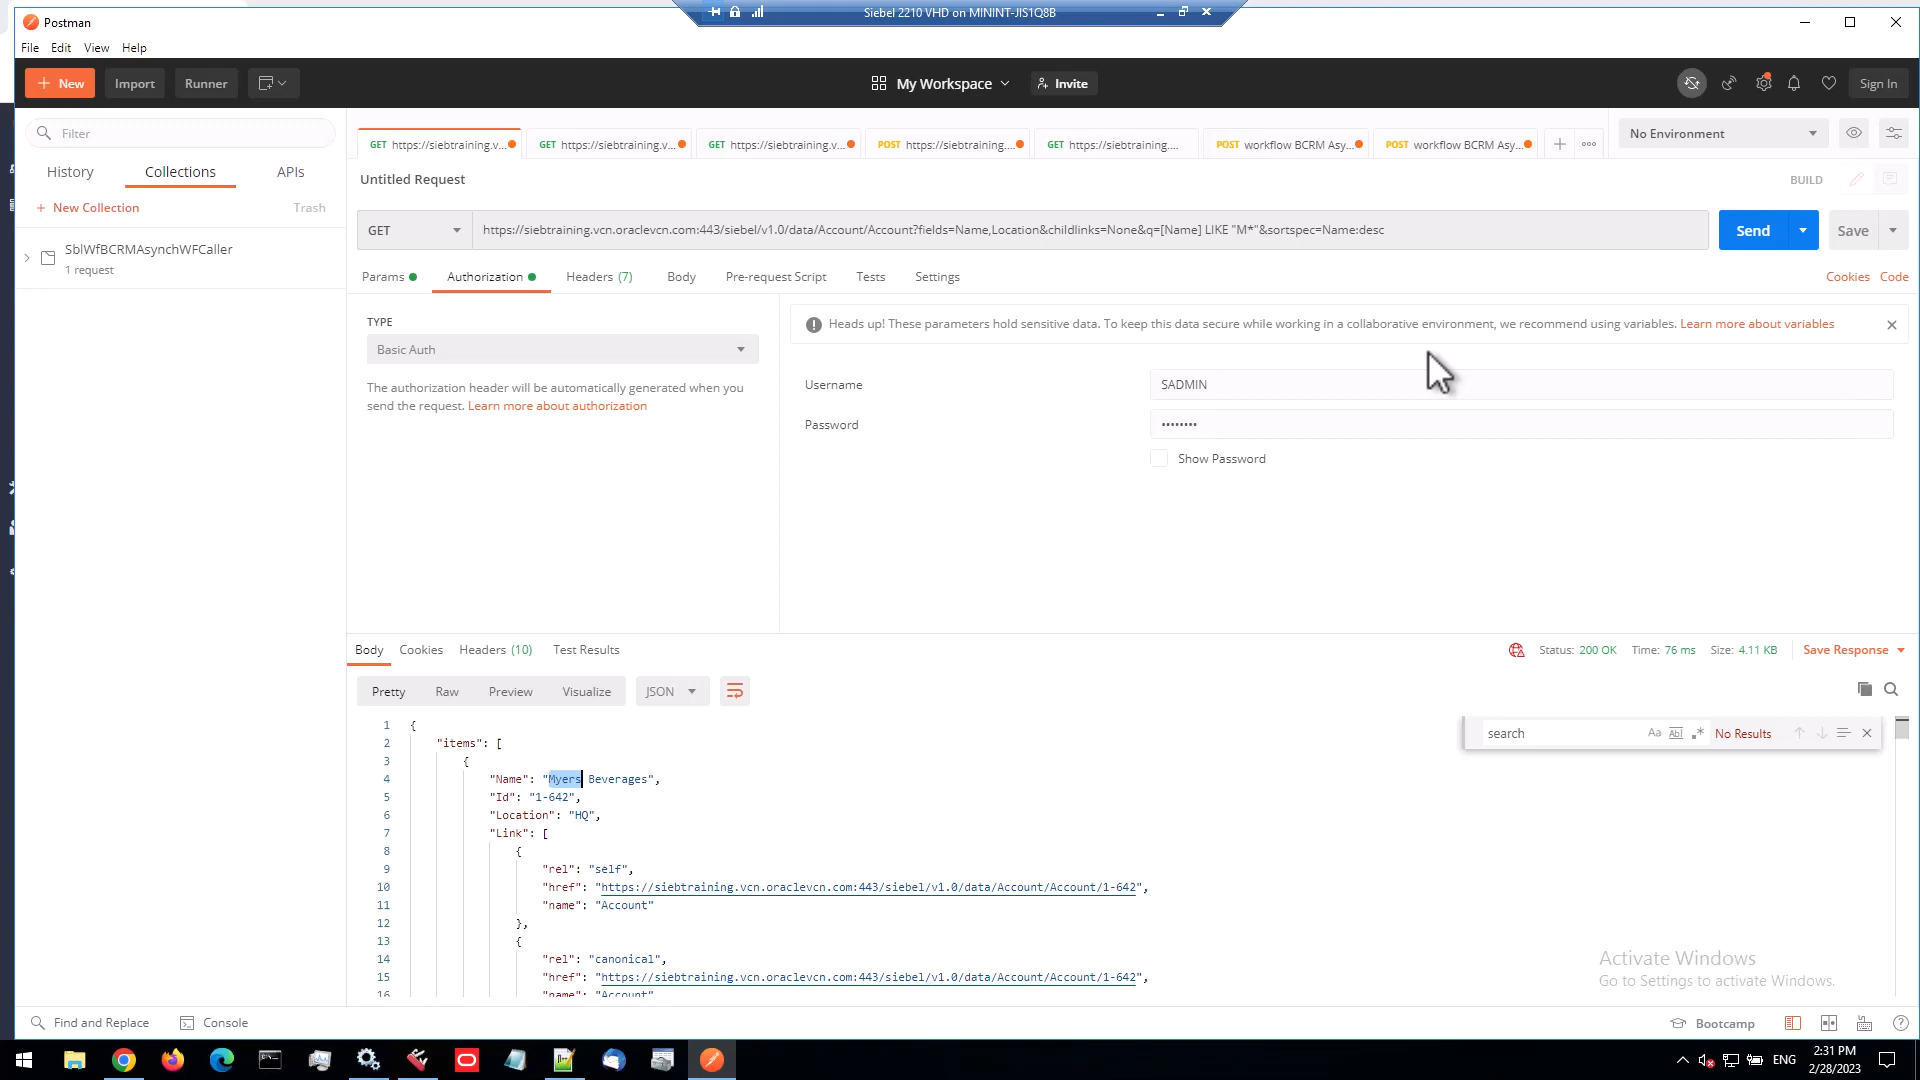 Siebel 2210 VHD on MININT-JIS1Q8B
Postman
File Edit View Help
New Import Runner My Workspace Invite Sign In
Filter
History Collections APIs
+ New Collection Trash
SblWfBCRMAsynchWFCaller
1 request
GET https://siebtraining.v... GET https://siebtraining.v... GET https://siebtraining.v... POST https://siebtraining.... GET https://siebtraining.... POST workflow BCRM Asy... POST workflow BCRM Asy...
No Environment
Untitled Request BUILD
GET https://siebtraining.vcn.oraclevcn.com:443/siebel/v1.0/data/Account/Account?fields=Name,Location&childlinks=None&q=[Name] LIKE "M*"&sortspec=Name:desc Send Save
Params Authorization Headers (7) Body Pre-request Script Tests Settings Cookies Code
TYPE
Basic Auth
The authorization header will be automatically generated when you
send the request. Learn more about authorization
Heads up! These parameters hold sensitive data. To keep this data secure while working in a collaborative environment, we recommend using variables. Learn more about variables
Username SADMIN
Password ••••••••
Show Password
Body Cookies Headers (10) Test Results Status: 200 OK Time: 76 ms Size: 4.11 KB Save Response
Pretty Raw Preview Visualize JSON
search Aa Abl .* No Results
1 {
2 "items": [
3 {
4 "Name": "Myers Beverages",
5 "Id": "1-642",
6 "Location": "HQ",
7 "Link": [
8 {
9 "rel": "self",
10 "href": "https://siebtraining.vcn.oraclevcn.com:443/siebel/v1.0/data/Account/Account/1-642",
11 "name": "Account"
12 },
13 {
14 "rel": "canonical",
15 "href": "https://siebtraining.vcn.oraclevcn.com:443/siebel/v1.0/data/Account/Account/1-642",
16 "name": "Account"
Activate Windows
Go to Settings to activate Windows.
Find and Replace Console Bootcamp
ENG 2:31 PM
2/28/2023